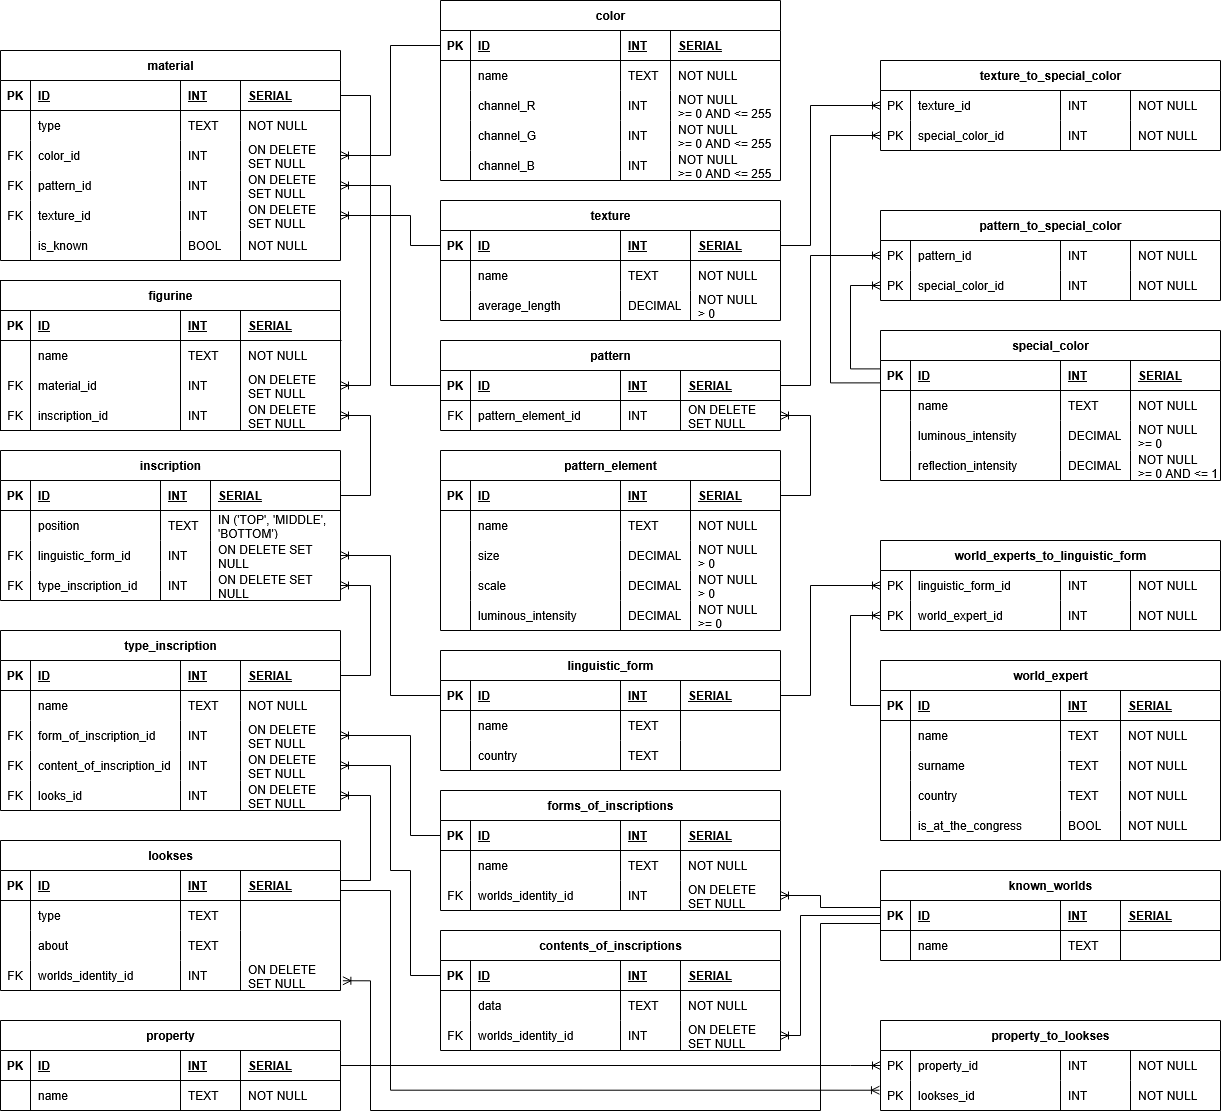 material
PK ID INT SERIAL
type TEXT NOT NULL
FK color_id INT ON DELETE
SET NULL
FK pattern_id INT ON DELETE
SET NULL
FK texture_id INT ON DELETE
SET NULL
is_known BOOL NOT NULL
figurine
PK ID INT SERIAL
name TEXT NOT NULL
FK material_id INT ON DELETE
SET NULL
FK inscription_id INT ON DELETE
SET NULL
inscription
PK ID INT SERIAL
position TEXT IN ('TOP', 'MIDDLE',
'BOTTOM')
FK linguistic_form_id INT ON DELETE SET
NULL
FK type_inscription_id INT ON DELETE SET
NULL
type_inscription
PK ID INT SERIAL
name TEXT NOT NULL
FK form_of_inscription_id INT ON DELETE
SET NULL
FK content_of_inscription_id INT ON DELETE
SET NULL
FK looks_id INT ON DELETE
SET NULL
lookses
PK ID INT SERIAL
type TEXT
about TEXT
FK worlds_identity_id INT ON DELETE
SET NULL
property
PK ID INT SERIAL
name TEXT NOT NULL
color
PK ID INT SERIAL
name TEXT NOT NULL
channel_R INT NOT NULL
>= 0 AND <= 255
channel_G INT NOT NULL
>= 0 AND <= 255
channel_B INT NOT NULL
>= 0 AND <= 255
texture
PK ID INT SERIAL
name TEXT NOT NULL
average_length DECIMAL NOT NULL
> 0
pattern
PK ID INT SERIAL
FK pattern_element_id INT ON DELETE
SET NULL
pattern_element
PK ID INT SERIAL
name TEXT NOT NULL
size DECIMAL NOT NULL
> 0
scale DECIMAL NOT NULL
> 0
luminous_intensity DECIMAL NOT NULL
>= 0
linguistic_form
PK ID INT SERIAL
name TEXT
country TEXT
forms_of_inscriptions
PK ID INT SERIAL
name TEXT NOT NULL
FK worlds_identity_id INT ON DELETE
SET NULL
contents_of_inscriptions
PK ID INT SERIAL
data TEXT NOT NULL
FK worlds_identity_id INT ON DELETE
SET NULL
texture_to_special_color
PK texture_id INT NOT NULL
PK special_color_id INT NOT NULL
pattern_to_special_color
PK pattern_id INT NOT NULL
PK special_color_id INT NOT NULL
special_color
PK ID INT SERIAL
name TEXT NOT NULL
luminous_intensity DECIMAL NOT NULL
>= 0
reflection_intensity DECIMAL NOT NULL
>= 0 AND <= 1
world_experts_to_linguistic_form
PK linguistic_form_id INT NOT NULL
PK world_expert_id INT NOT NULL
world_expert
PK ID INT SERIAL
name TEXT NOT NULL
surname TEXT NOT NULL
country TEXT NOT NULL
is_at_the_congress BOOL NOT NULL
known_worlds
PK ID INT SERIAL
name TEXT
property_to_lookses
PK property_id INT NOT NULL
PK lookses_id INT NOT NULL